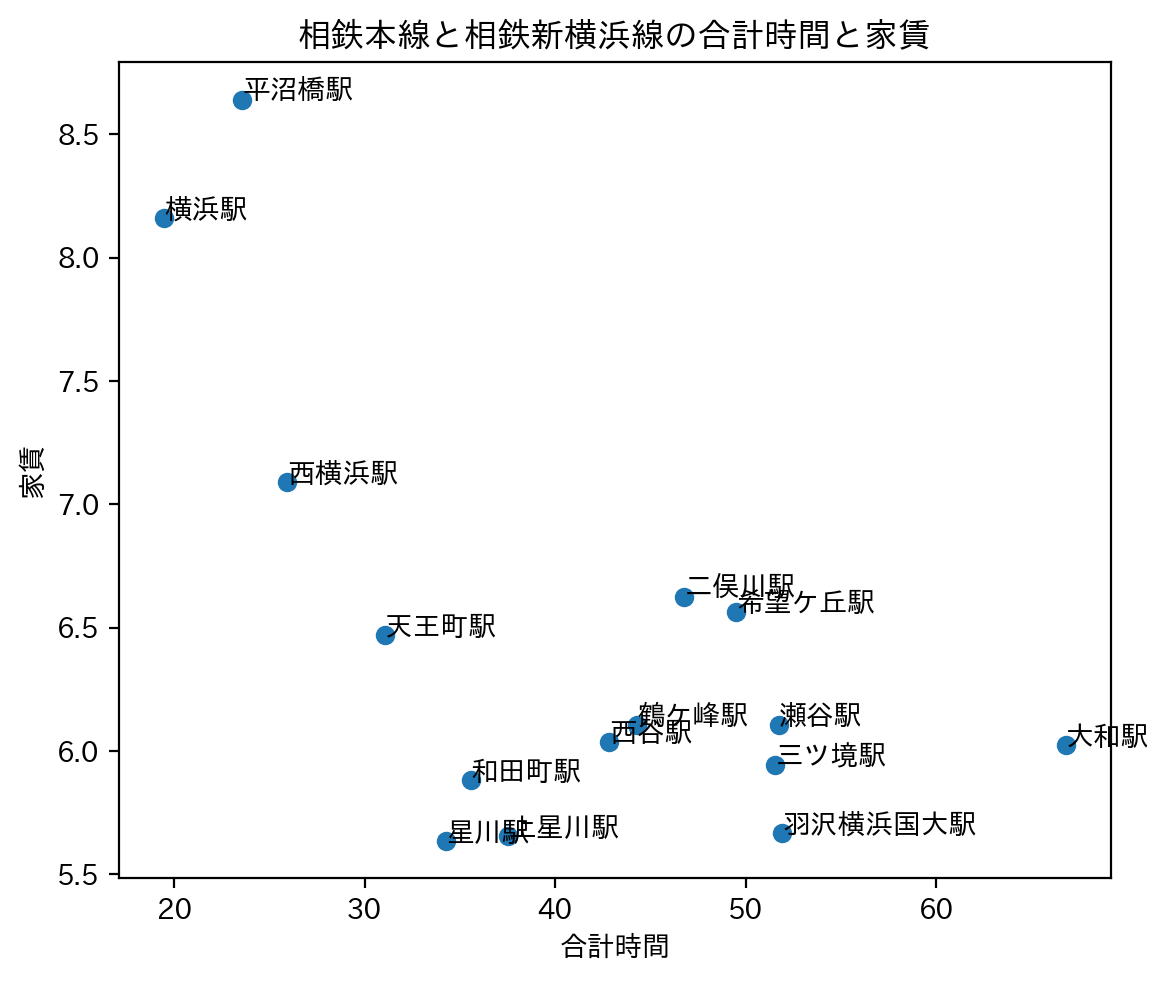 相鉄本線と相鉄新横浜線の合計時間と家賃
平沼橋駅
8.5
横浜駅
8.0
7.5
家賃
西横浜駅
7.0
二俣川駅
希望ケ丘駅
天王町駅
6.5
鶴ケ峰駅
瀬谷駅
西谷駅
大和駅
6.0
三ツ境駅
和田町駅
羽沢横浜国大駅
上星川駅
星川駅
5.5
20 30 40 50 60
合計時間